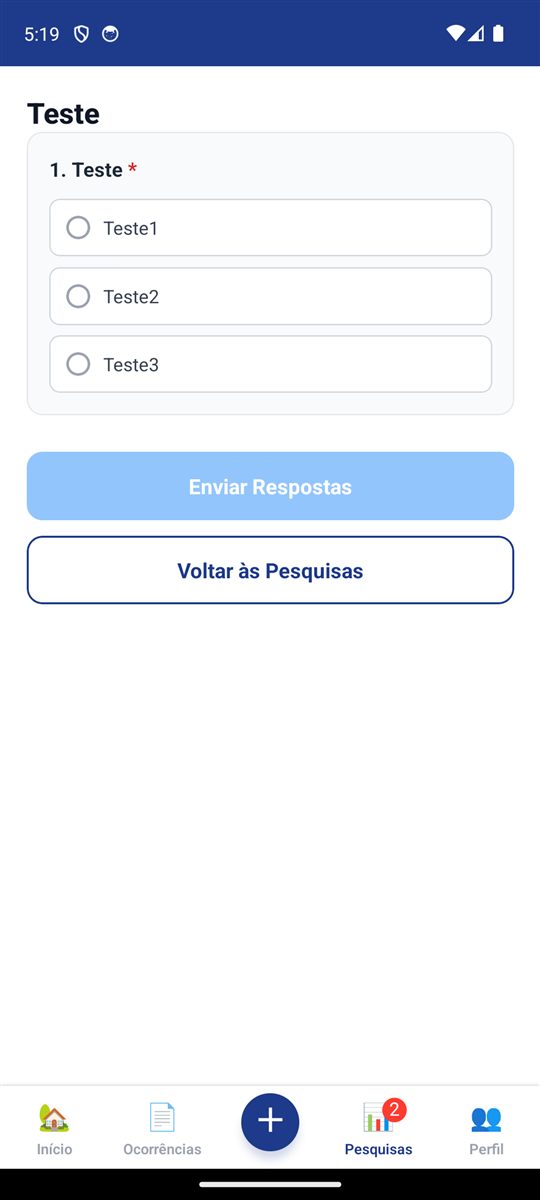 5:19
Teste
1. Teste *
Teste1
Teste2
Teste3
Enviar Respostas
Voltar às Pesquisas
2
Início
Ocorrências
Pesquisas
Perfil